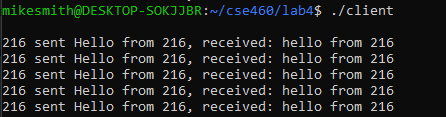 mikesmith@DESKTOP-SOKJJBR:~/cse460/lab4$ ./client
216 sent Hello from 216, received: hello from 216
216 sent Hello from 216, received: hello from 216
216 sent Hello from 216, received: hello from 216
216 sent Hello from 216, received: hello from 216
216 sent Hello from 216, received: hello from 216